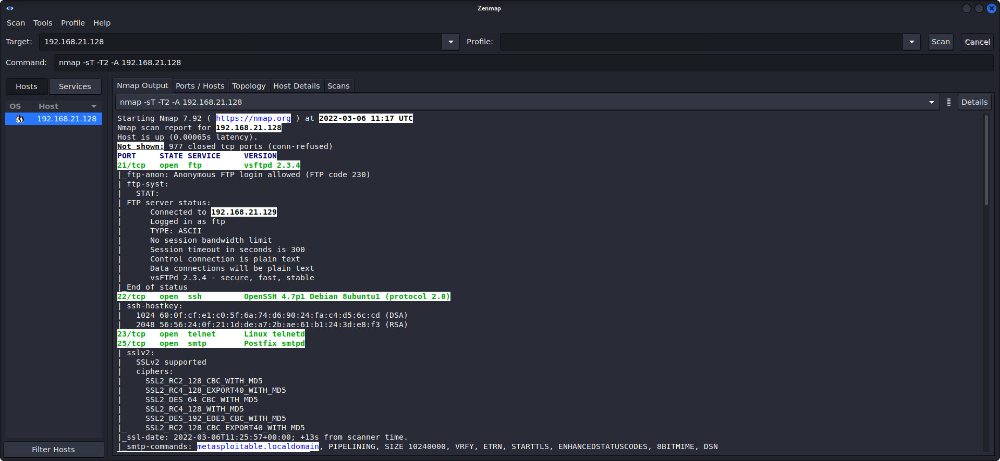 Zenmap
Scan Tools Profile Help
Target: 192.168.21.128 Profile: Scan Cancel
Command: nmap -sT -T2 -A 192.168.21.128
Hosts Services
OS Host
192.168.21.128
Filter Hosts
Nmap Output Ports / Hosts Topology Host Details Scans
nmap -sT -T2 -A 192.168.21.128 Details
Starting Nmap 7.92 ( https://nmap.org ) at 2022-03-06 11:17 UTC
Nmap scan report for 192.168.21.128
Host is up (0.00065s latency).
Not shown: 977 closed tcp ports (conn-refused)
PORT     STATE SERVICE     VERSION
21/tcp   open  ftp         vsftpd 2.3.4
|_ftp-anon: Anonymous FTP login allowed (FTP code 230)
| ftp-syst:
|   STAT:
| FTP server status:
|      Connected to 192.168.21.129
|      Logged in as ftp
|      TYPE: ASCII
|      No session bandwidth limit
|      Session timeout in seconds is 300
|      Control connection is plain text
|      Data connections will be plain text
|      vsFTPd 2.3.4 - secure, fast, stable
|_End of status
22/tcp   open  ssh         OpenSSH 4.7p1 Debian 8ubuntu1 (protocol 2.0)
| ssh-hostkey:
|   1024 60:0f:cf:e1:c0:5f:6a:74:d6:90:24:fa:c4:d5:6c:cd (DSA)
|_  2048 56:56:24:0f:21:1d:de:a7:2b:ae:61:b1:24:3d:e8:f3 (RSA)
23/tcp   open  telnet      Linux telnetd
25/tcp   open  smtp        Postfix smtpd
| sslv2:
|   SSLv2 supported
|   ciphers:
|     SSL2_RC2_128_CBC_WITH_MD5
|     SSL2_RC4_128_EXPORT40_WITH_MD5
|     SSL2_DES_64_CBC_WITH_MD5
|     SSL2_RC4_128_WITH_MD5
|     SSL2_DES_192_EDE3_CBC_WITH_MD5
|_    SSL2_RC2_128_CBC_EXPORT40_WITH_MD5
|_ssl-date: 2022-03-06T11:25:57+00:00; +13s from scanner time.
|_smtp-commands: metasploitable.localdomain, PIPELINING, SIZE 10240000, VRFY, ETRN, STARTTLS, ENHANCEDSTATUSCODES, 8BITMIME, DSN